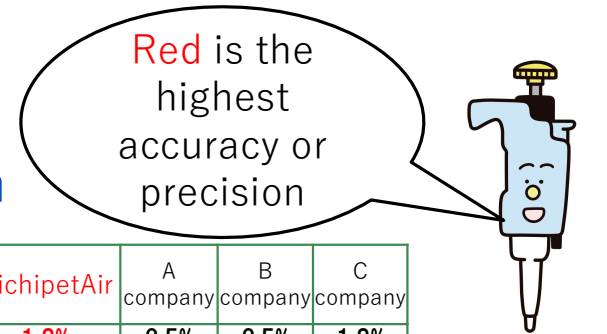 Red is the
highest
accuracy or
precision
ichipetAir A company B company C company